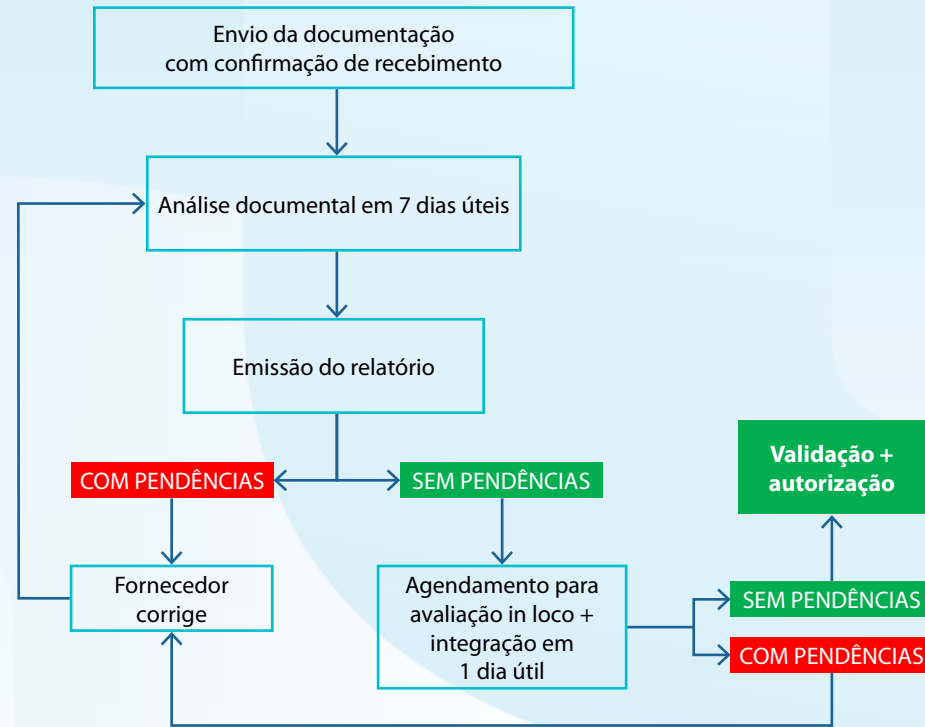 Envio da documentação
com confirmação de recebimento
Análise documental em 7 dias úteis
Emissão do relatório
COM PENDÊNCIAS
SEM PENDÊNCIAS
Validação +
autorização
Fornecedor
corrige
Agendamento para
avaliação in loco +
integração em
1 dia útil
SEM PENDÊNCIAS
COM PENDÊNCIAS